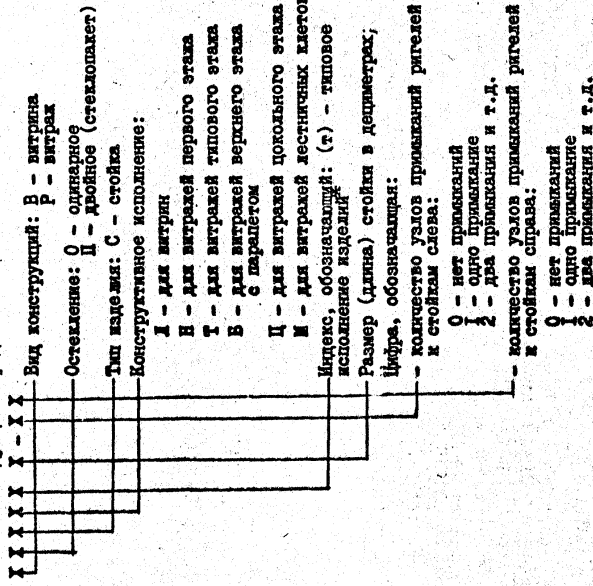 X X X X X X - X - X X
Вид конструкций: В - витрина
Р - витраж
Остекление: О - одинарное
П - двойное (стеклопакет)
Тип изделия: С - стойка
Конструктивное исполнение:
Л - для витрин
Н - для витражей первого этажа
Т - для витражей типового этажа
Б - для витражей верхнего этажа
с парапетом
Ц - для витражей цокольного этажа
М - для витражей лестничных клеток
Индекс, обозначающий: (т) - типовое
исполнение изделий*
Размер (длина) стойки в дециметрах;
Цифра, обозначающая:
- количество узлов примыканий ригелей
к стойкам слева:
0 - нет примыканий
1 - одно примыкание
2 - два примыкания и т.д.
- количество узлов примыканий ригелей
к стойкам справа:
0 - нет примыканий
1 - одно примыкание
2 - два примыкания и т.д.